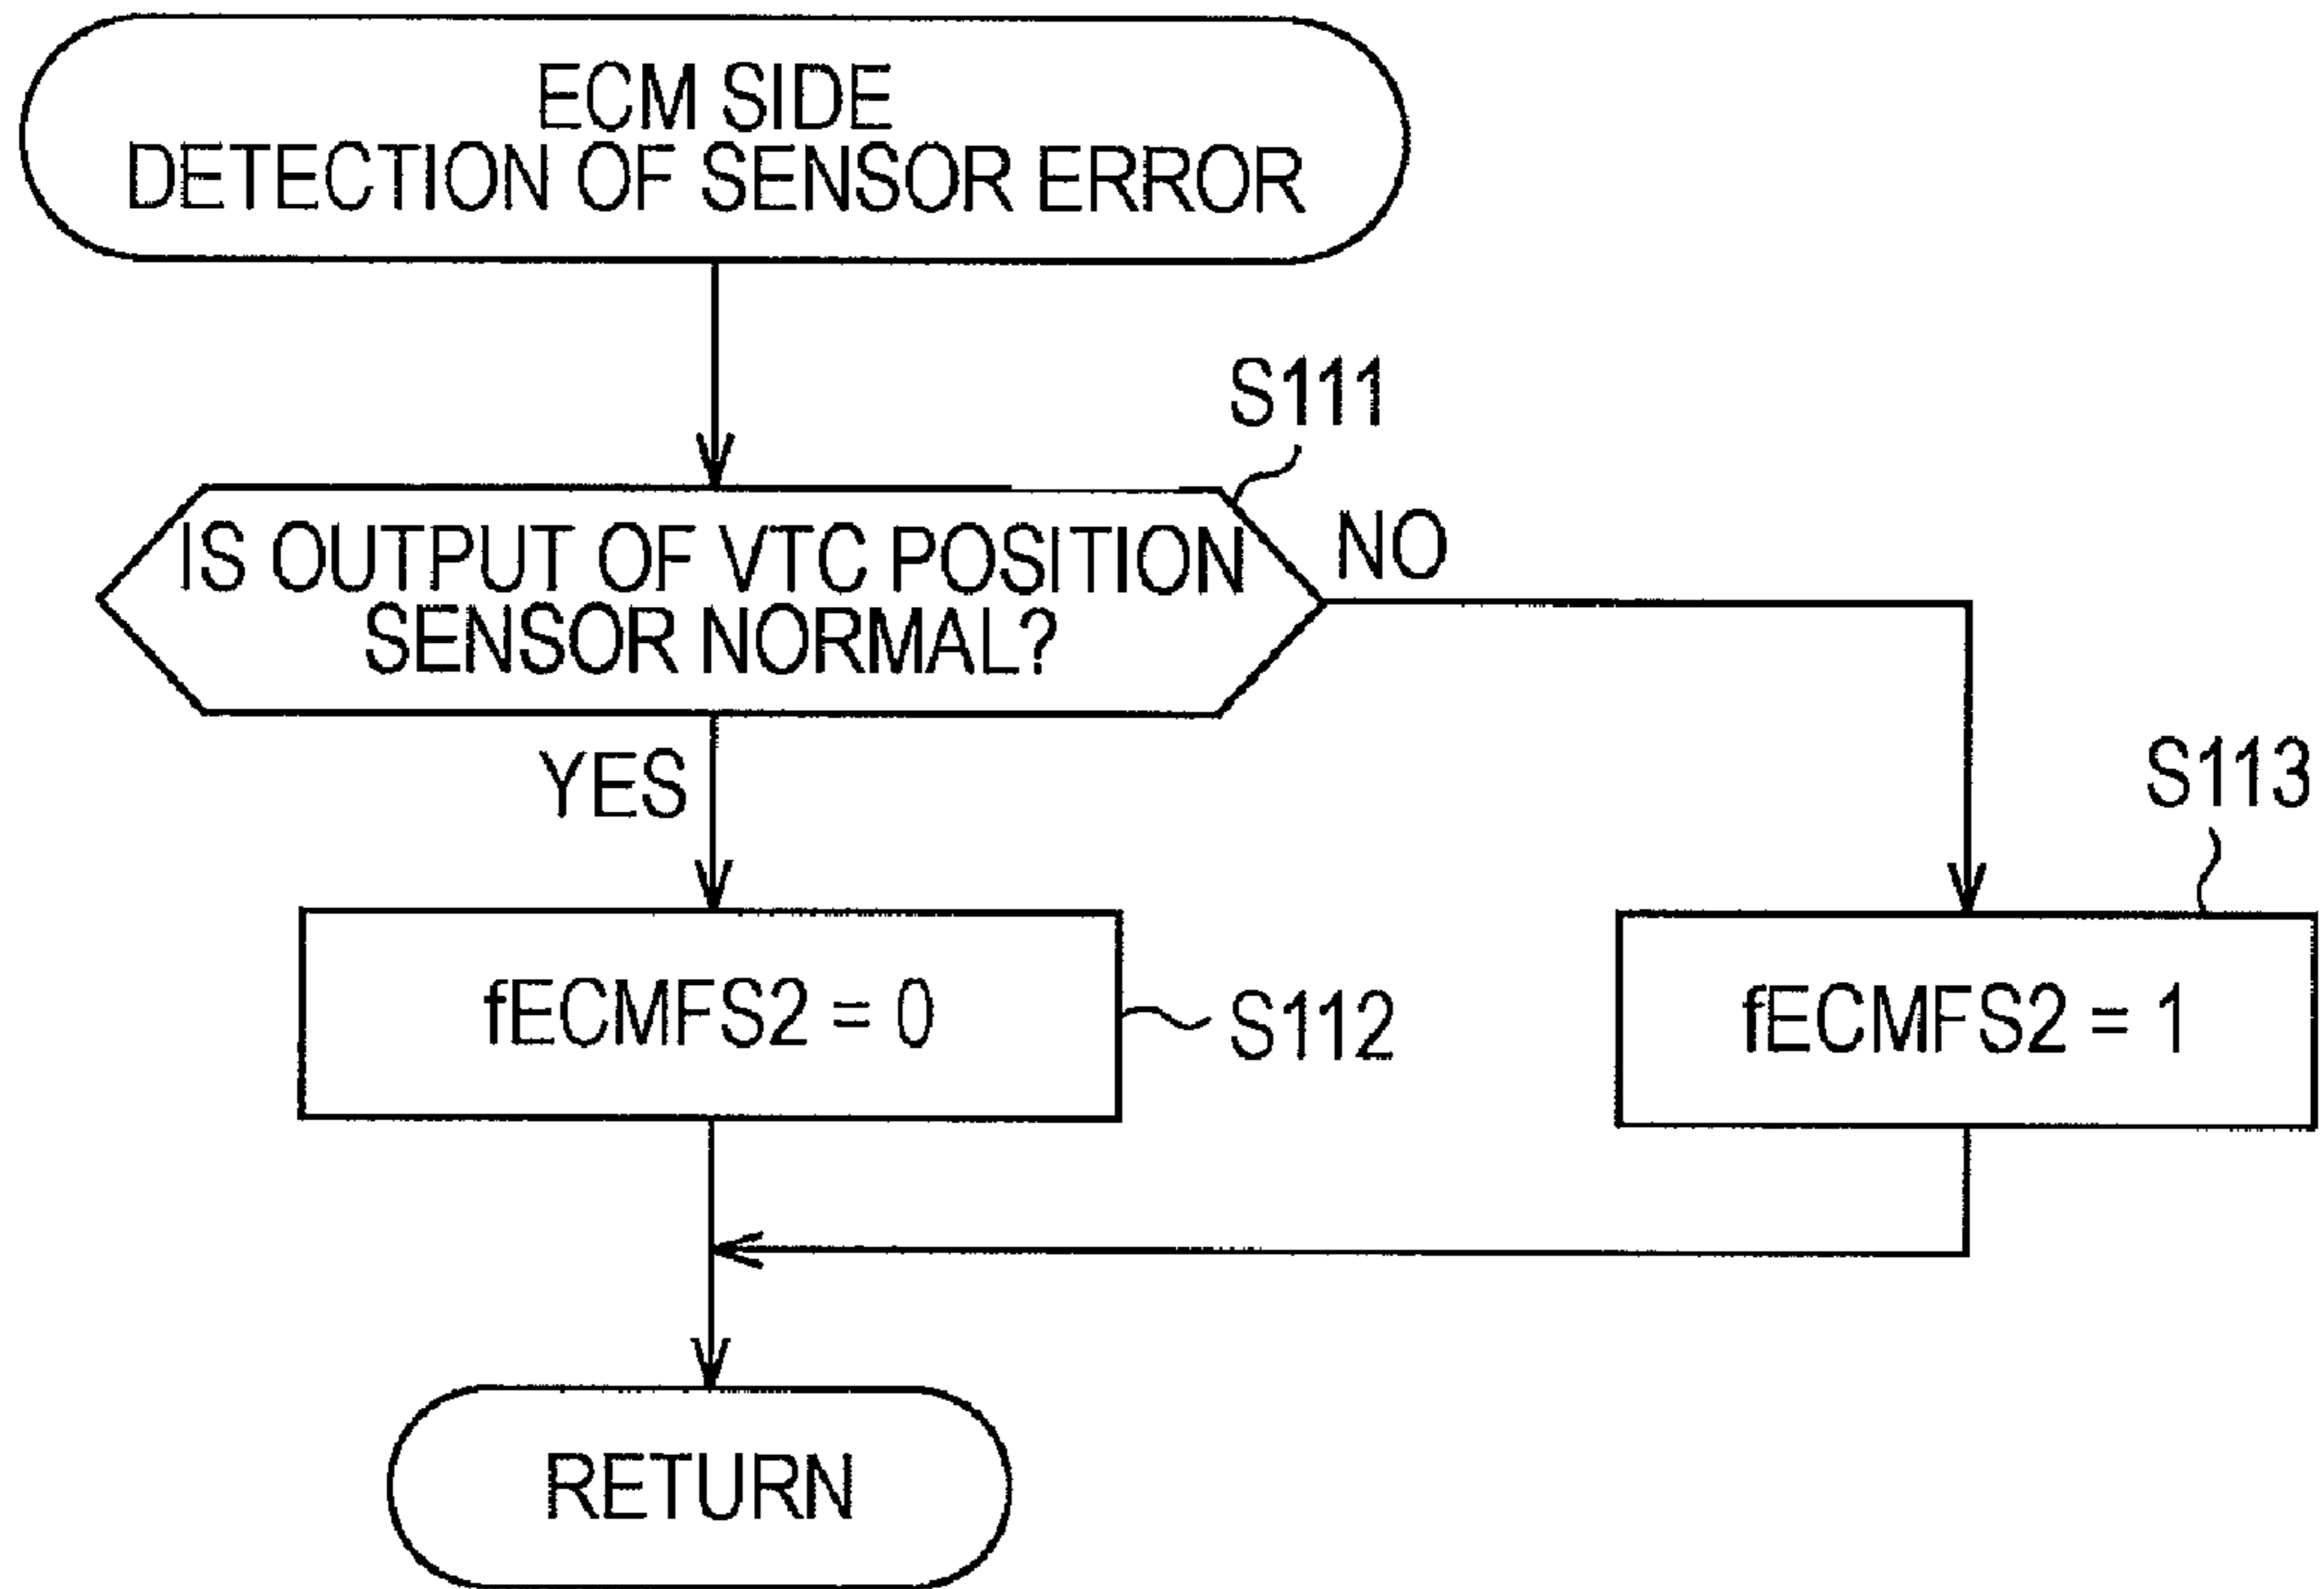 ECM SIDE
DETECTION OF SENSOR ERROR
S111
IS OUTPUT OF VTC POSITION
SENSOR NORMAL?
NO
YES
S113
fECMFS2 = 0
S112
fECMFS2 = 1
RETURN